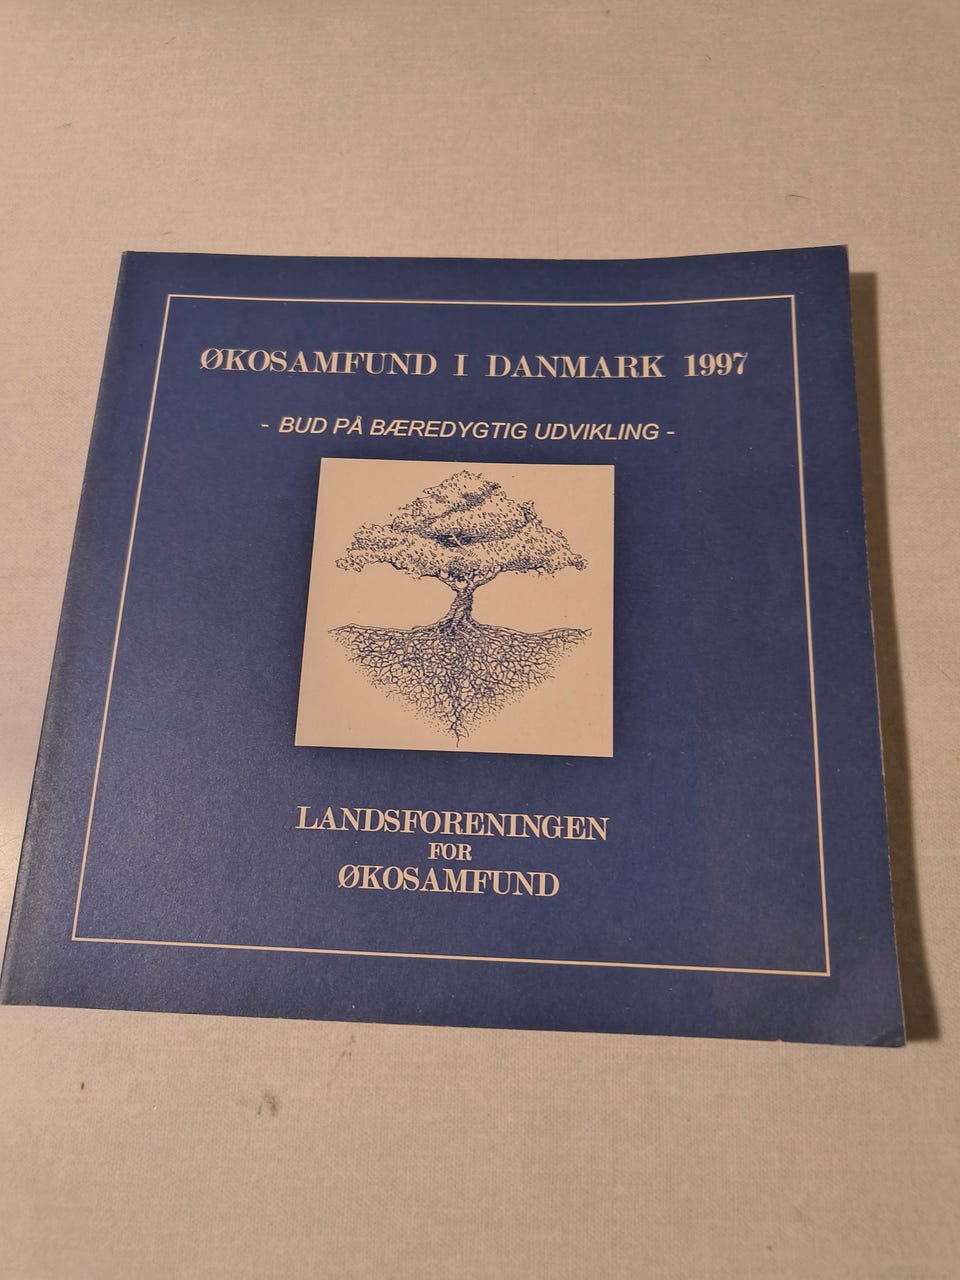 ØKOSAMFUND I DANMARK 1997
- BUD PÅ BÆREDYGTIG UDVIKLING -
LANDSFORENINGEN
FOR
ØKOSAMFUND